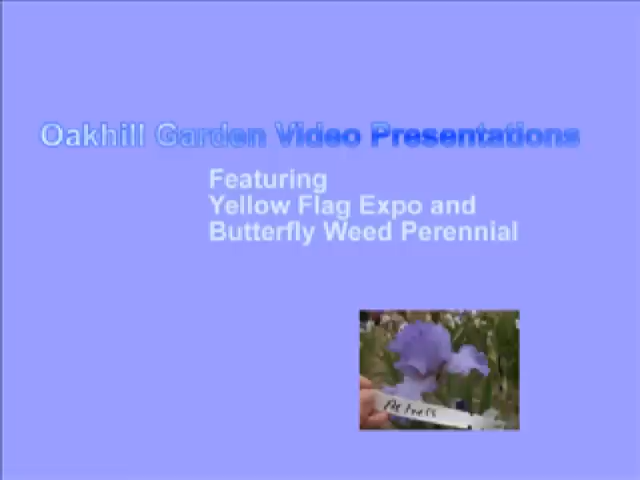 Oakhill Garden Video Presentations
Featuring
Yellow Flag Expo and
Butterfly Weed Perennial